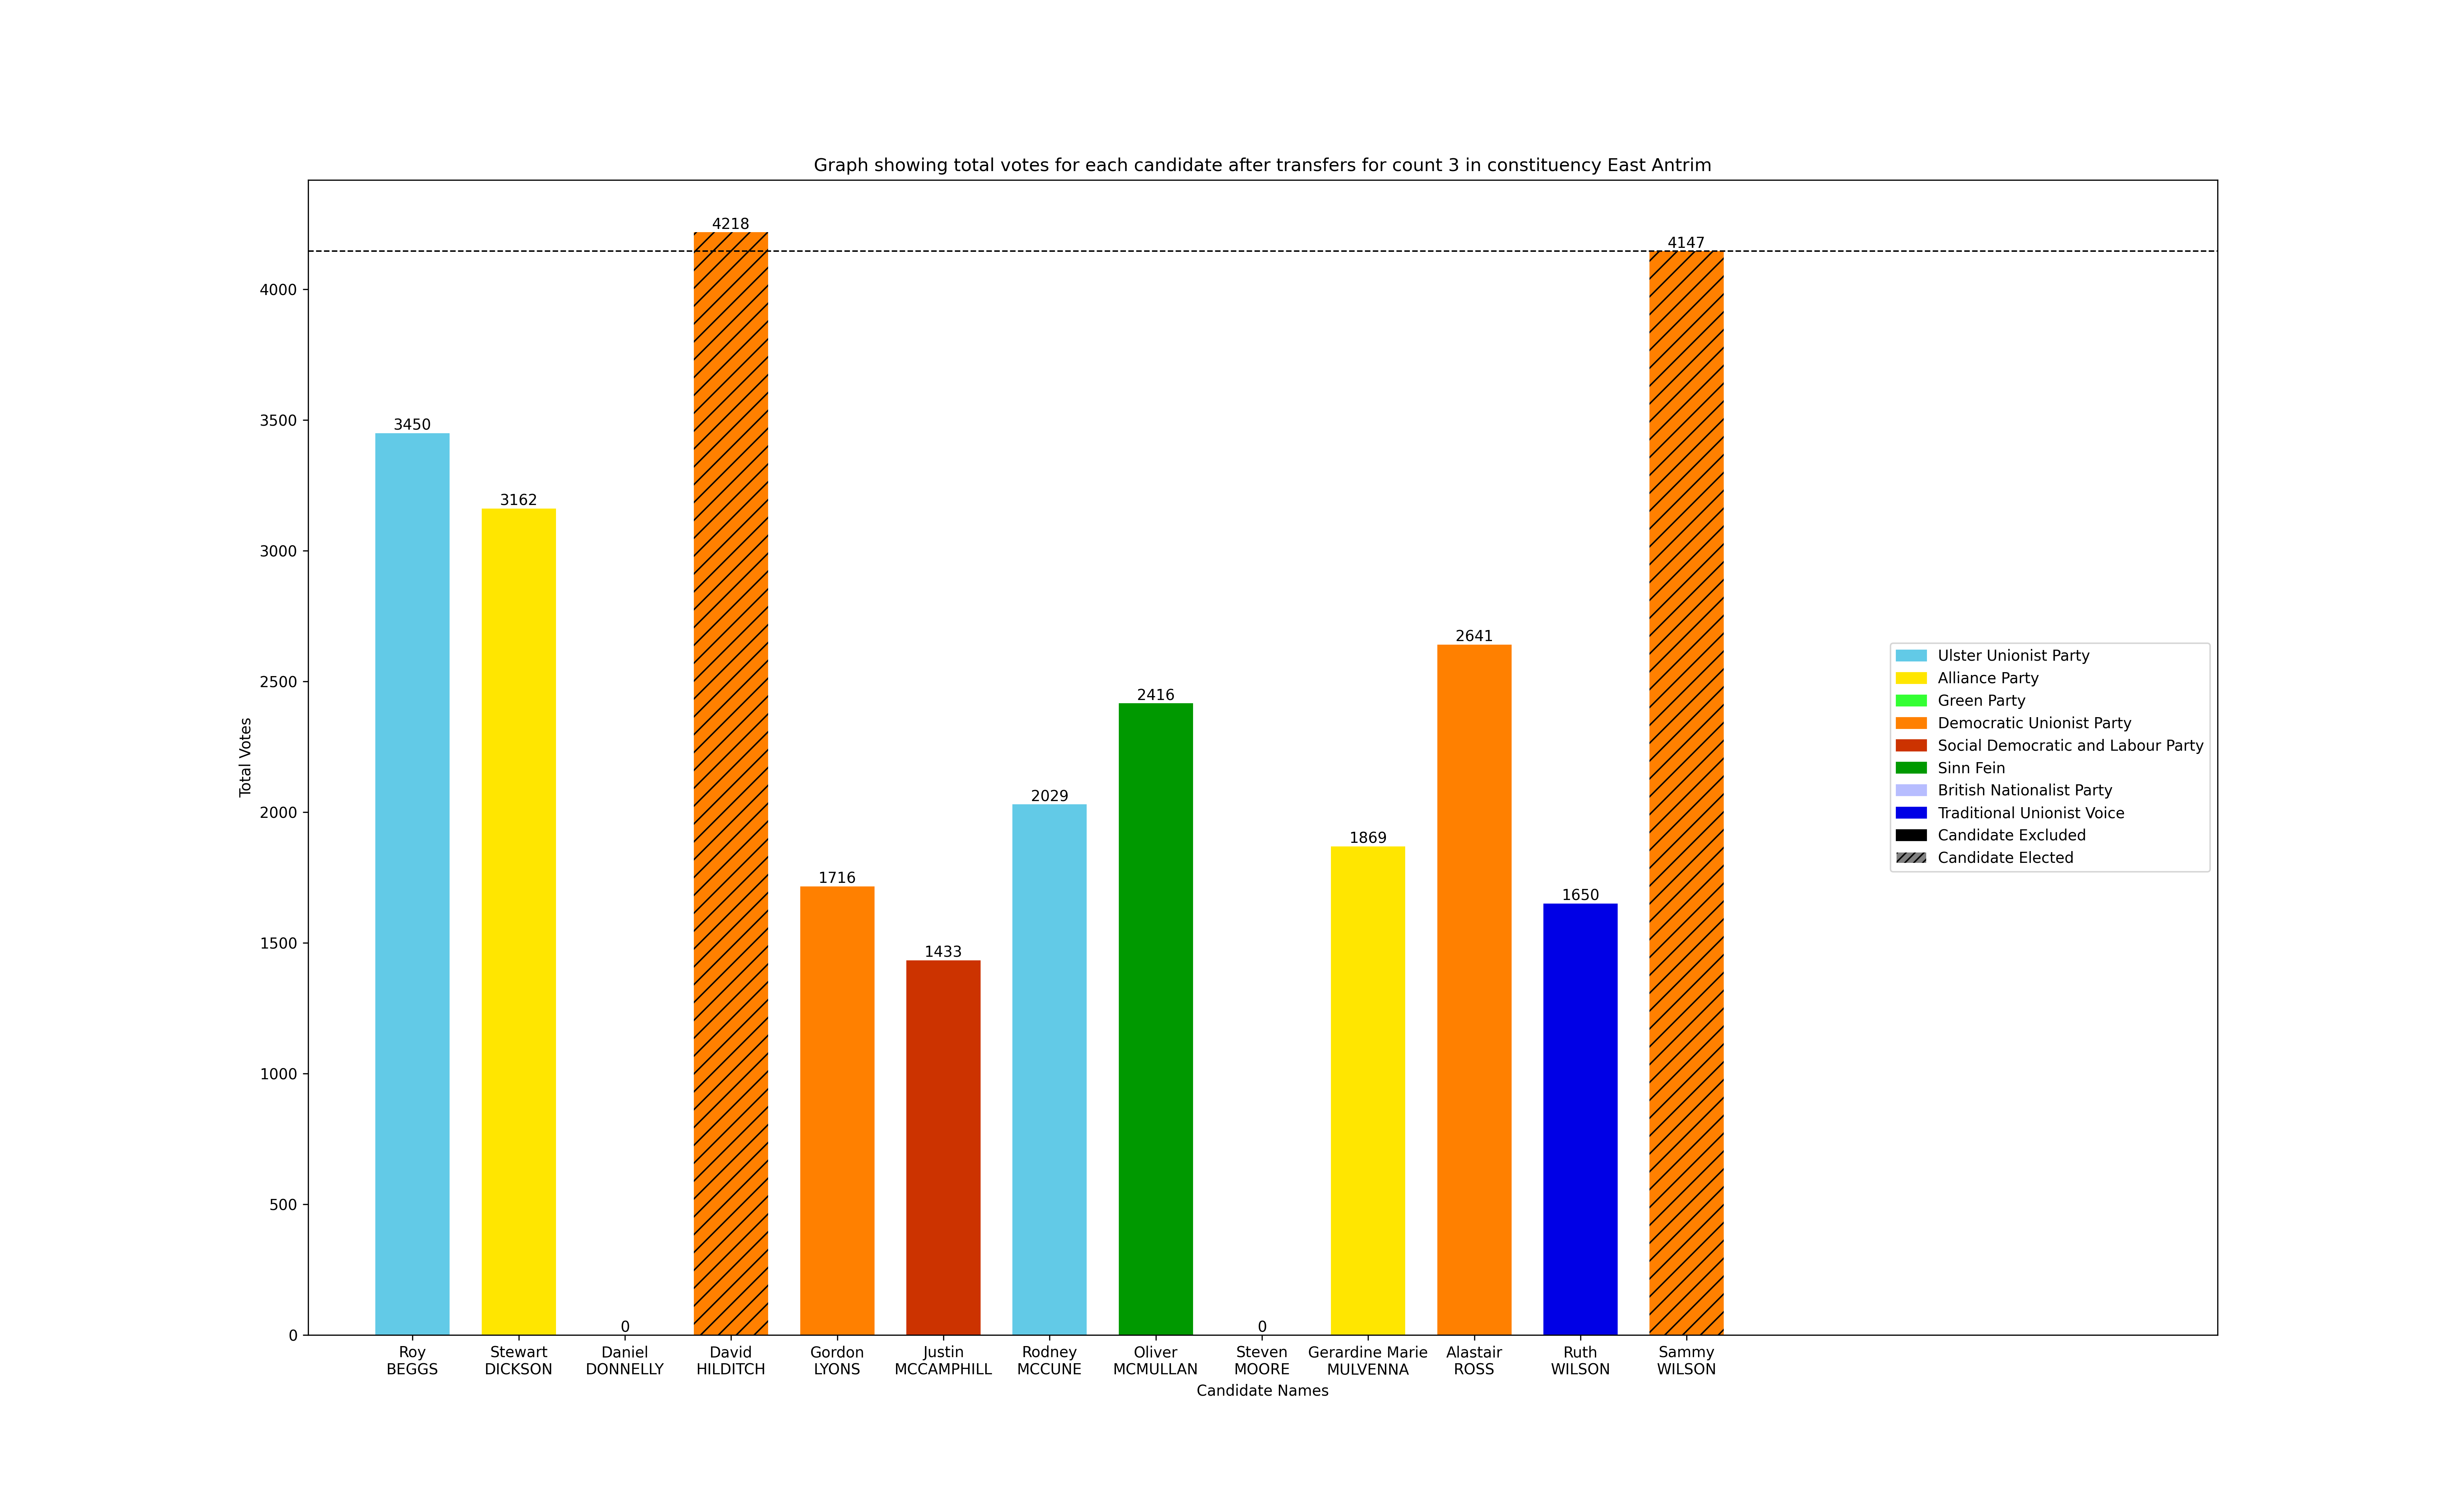 Graph showing total votes for each candidate after transfers for count 3 in constituency East Antrim
Total Votes
4000
3500
3000
2500
2000
1500
1000
500
0
3450
3162
0
4218
1716
1433
2029
2416
0
1869
2641
1650
4147
Roy
BEGGS
Stewart
DICKSON
Daniel
DONNELLY
David
HILDITCH
Gordon
LYONS
Justin
MCCAMPHILL
Rodney
MCCUNE
Oliver
MCMULLAN
Steven
MOORE
Gerardine Marie
MULVENNA
Alastair
ROSS
Ruth
WILSON
Sammy
WILSON
Candidate Names
Ulster Unionist Party
Alliance Party
Green Party
Democratic Unionist Party
Social Democratic and Labour Party
Sinn Fein
British Nationalist Party
Traditional Unionist Voice
Candidate Excluded
Candidate Elected